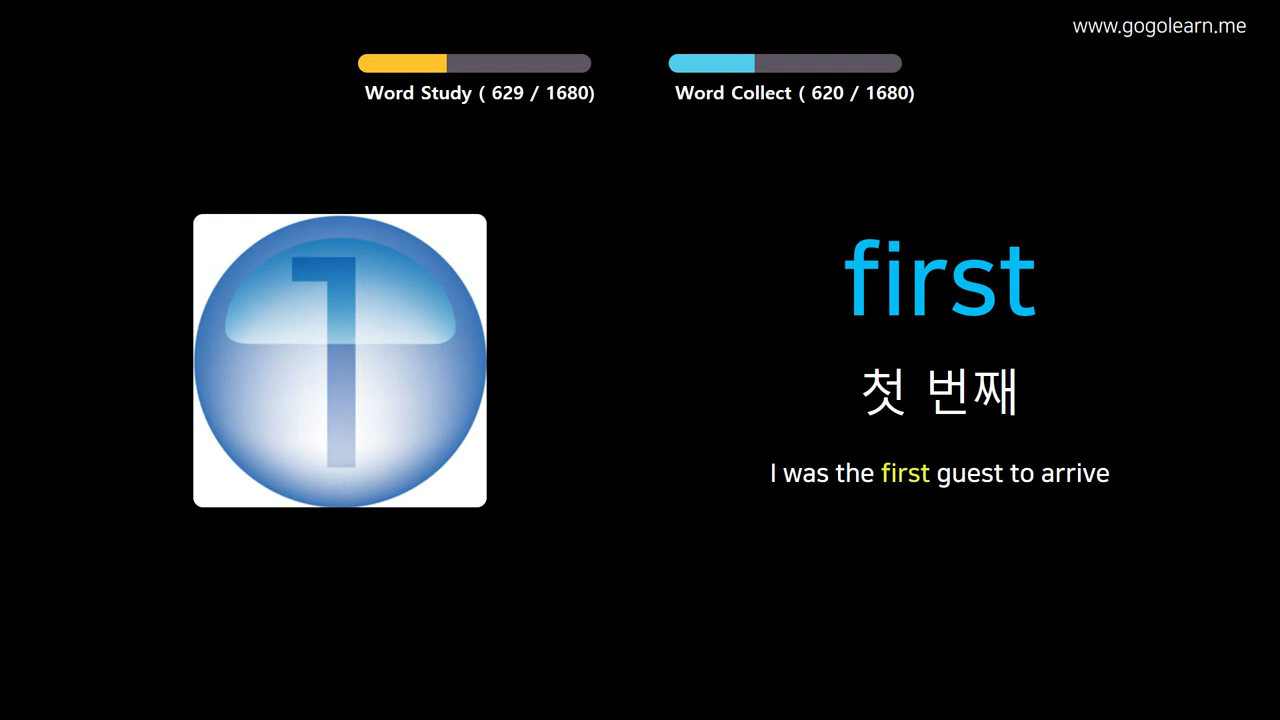 www.gogolearn.me
Word Study ( 629 / 1680)
Word Collect ( 620 / 1680)
1
first
첫 번째
I was the first guest to arrive